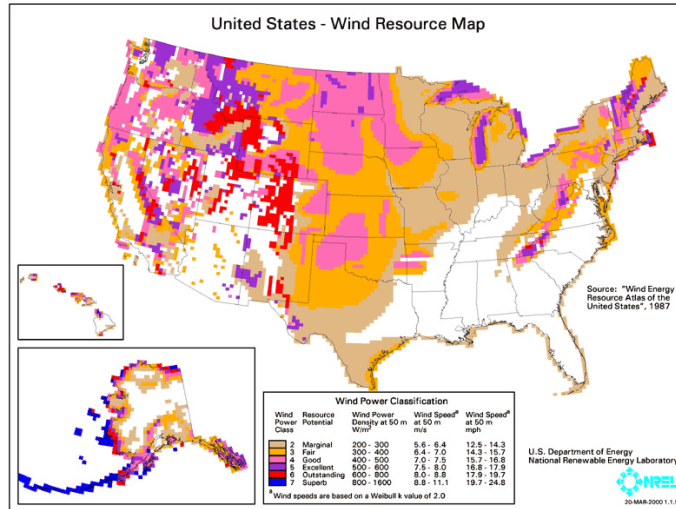 United States - Wind Resource Map
Source: "Wind Energy
Resource Atlas of the
United States", 1987
Wind Power Classification
Wind Power Class Resource Potential Wind Power Density at 50 m W/m² Wind Speedᵃ at 50 m m/s Wind Speedᵃ at 50 m mph
2 Marginal 200 - 300 5.6 - 6.4 12.5 - 14.3
3 Fair 300 - 400 6.4 - 7.0 14.3 - 15.7
4 Good 400 - 500 7.0 - 7.5 15.7 - 16.8
5 Excellent 500 - 600 7.5 - 8.0 16.8 - 17.9
6 Outstanding 600 - 800 8.0 - 8.8 17.9 - 19.7
7 Superb 800 - 1600 8.8 - 11.1 19.7 - 24.8
ᵃ Wind speeds are based on a Weibull k value of 2.0
U.S. Department of Energy
National Renewable Energy Laboratory
NREL